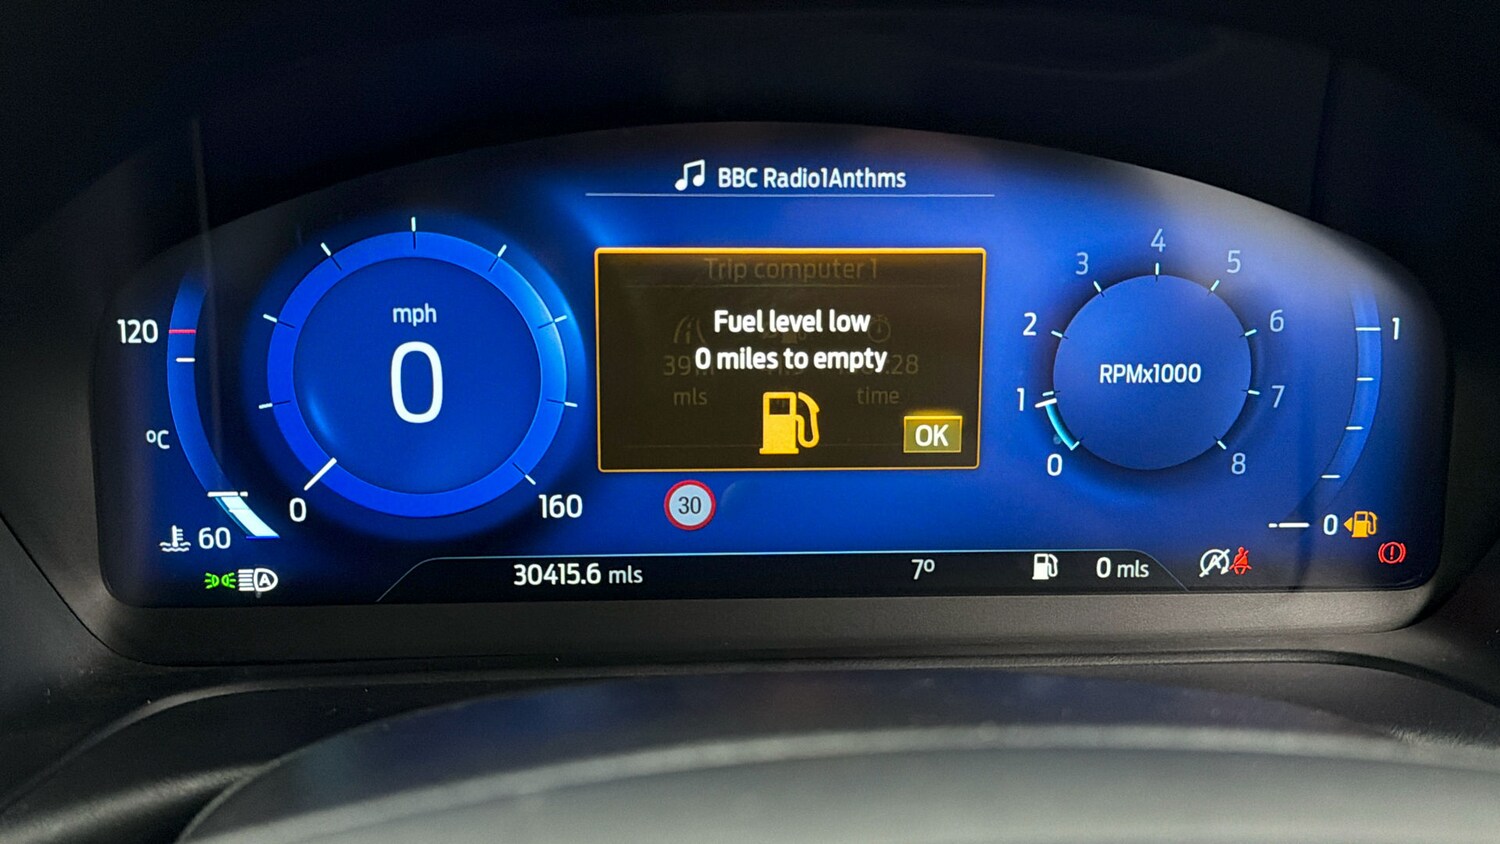 BBC Radio1Anthms
120
°C
60
mph
0
0
160
Trip computer 1
Fuel level low
0 miles to empty
mls
time
OK
30
0
1
2
3
4
5
6
7
8
RPMx1000
1
0
30415.6 mls
7°
0 mls